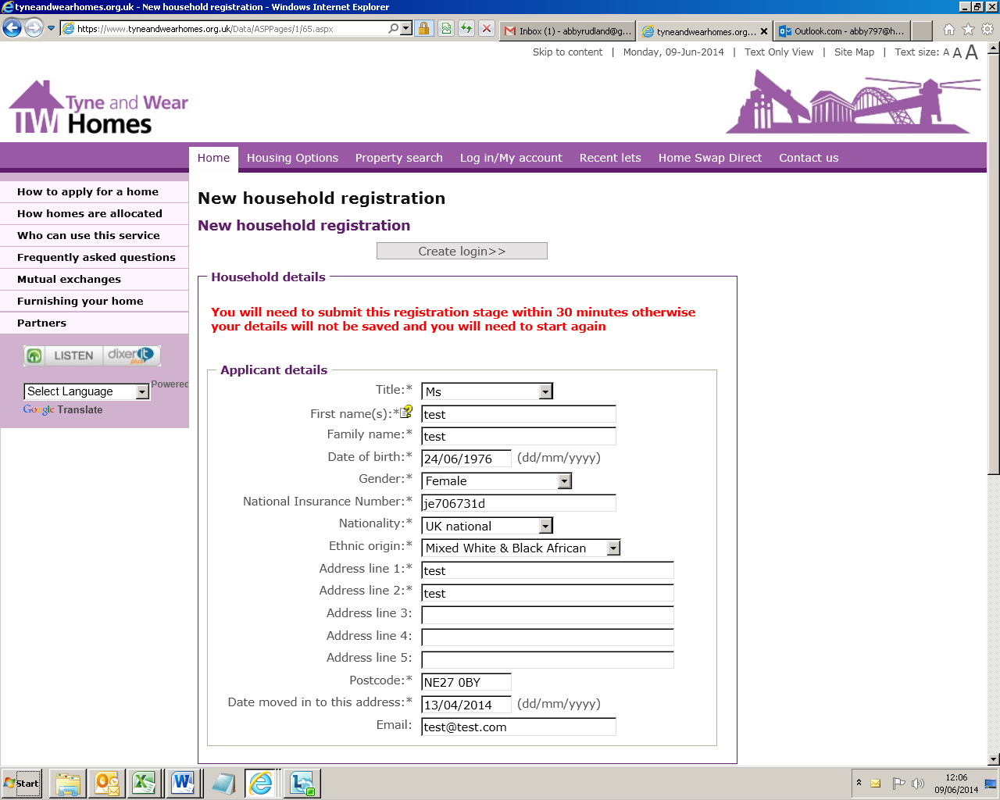 tyneandwearhomes.org.uk - New household registration - Windows Internet Explorer
https://www.tyneandwearhomes.org.uk/Data/ASPPages/1/65.aspx
Inbox (1) - abbyrudland@g...
tyneandwearhomes.org...
Outlook.com - abby797@h...
Skip to content | Monday, 09-Jun-2014 | Text Only View | Site Map | Text size: A A A
Tyne and Wear
TW Homes
Home Housing Options Property search Log in/My account Recent lets Home Swap Direct Contact us
How to apply for a home
How homes are allocated
Who can use this service
Frequently asked questions
Mutual exchanges
Furnishing your home
Partners
LISTEN dixerit plus
Select Language Powered
Google Translate
New household registration
New household registration
Create login>>
Household details
You will need to submit this registration stage within 30 minutes otherwise
your details will not be saved and you will need to start again
Applicant details
Title:* Ms
First name(s):* test
Family name:* test
Date of birth:* 24/06/1976 (dd/mm/yyyy)
Gender:* Female
National Insurance Number:* je706731d
Nationality:* UK national
Ethnic origin:* Mixed White & Black African
Address line 1:* test
Address line 2:* test
Address line 3:
Address line 4:
Address line 5:
Postcode:* NE27 0BY
Date moved in to this address:* 13/04/2014 (dd/mm/yyyy)
Email: test@test.com
Start
12:06
09/06/2014